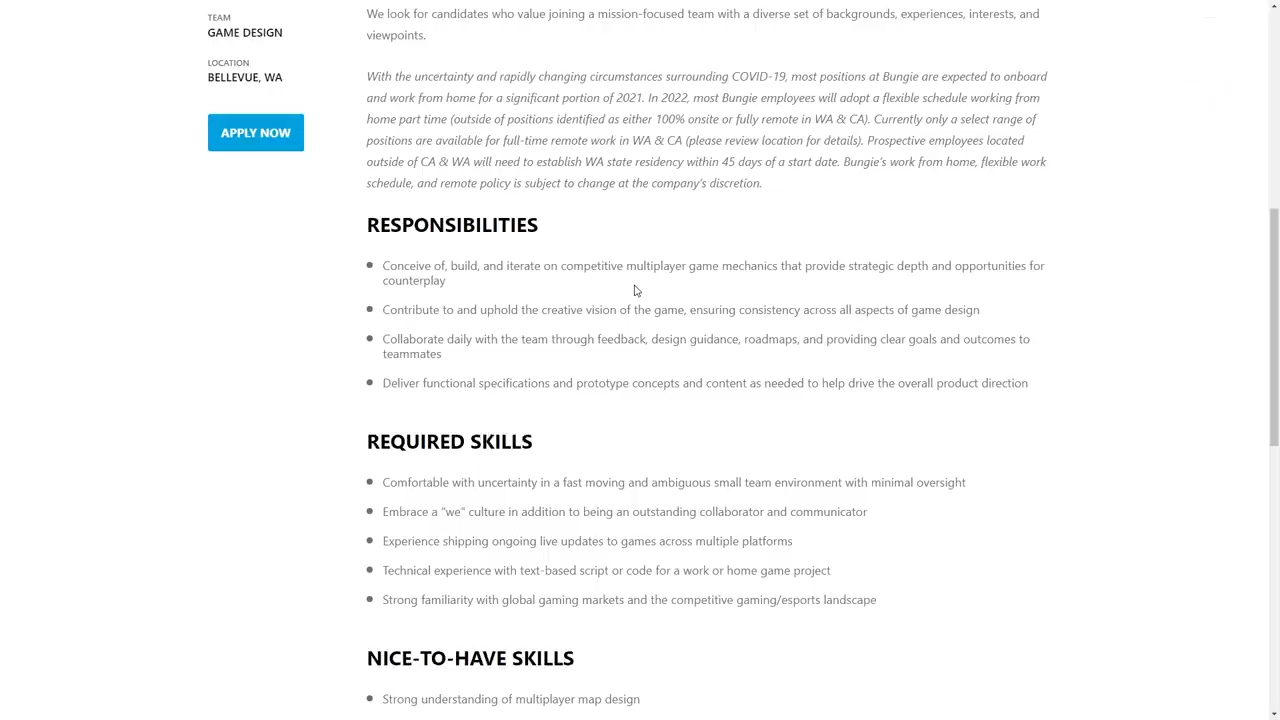 TEAM
GAME DESIGN
LOCATION
BELLEVUE, WA
APPLY NOW
We look for candidates who value joining a mission-focused team with a diverse set of backgrounds, experiences, interests, and
viewpoints.
With the uncertainty and rapidly changing circumstances surrounding COVID-19, most positions at Bungie are expected to onboard
and work from home for a significant portion of 2021. In 2022, most Bungie employees will adopt a flexible schedule working from
home part time (outside of positions identified as either 100% onsite or fully remote in WA & CA). Currently only a select range of
positions are available for full-time remote work in WA & CA (please review location for details). Prospective employees located
outside of CA & WA will need to establish WA state residency within 45 days of a start date. Bungie's work from home, flexible work
schedule, and remote policy is subject to change at the company's discretion.
RESPONSIBILITIES
Conceive of, build, and iterate on competitive multiplayer game mechanics that provide strategic depth and opportunities for
counterplay
Contribute to and uphold the creative vision of the game, ensuring consistency across all aspects of game design
Collaborate daily with the team through feedback, design guidance, roadmaps, and providing clear goals and outcomes to
teammates
Deliver functional specifications and prototype concepts and content as needed to help drive the overall product direction
REQUIRED SKILLS
Comfortable with uncertainty in a fast moving and ambiguous small team environment with minimal oversight
Embrace a "we" culture in addition to being an outstanding collaborator and communicator
Experience shipping ongoing live updates to games across multiple platforms
Technical experience with text-based script or code for a work or home game project
Strong familiarity with global gaming markets and the competitive gaming/esports landscape
NICE-TO-HAVE SKILLS
Strong understanding of multiplayer map design